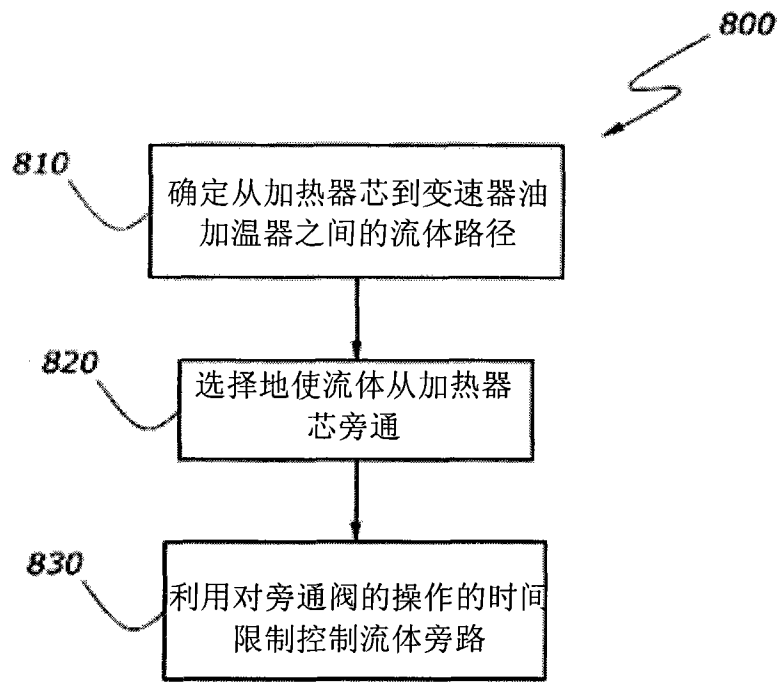 800
810
确定从加热器芯到变速器油
加温器之间的流体路径
820
选择地使流体从加热器
芯旁通
830
利用对旁通阀的操作的时间
限制控制流体旁路